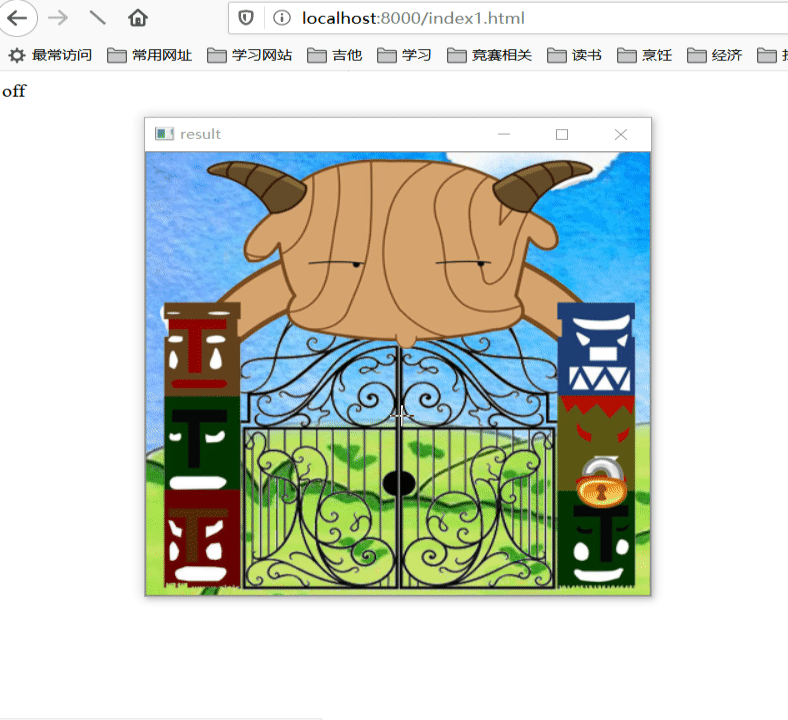 localhost:8000/index1.html
最常访问 常用网址 学习网站 吉他 学习 竞赛相关 读书 烹饪 经济
off
result